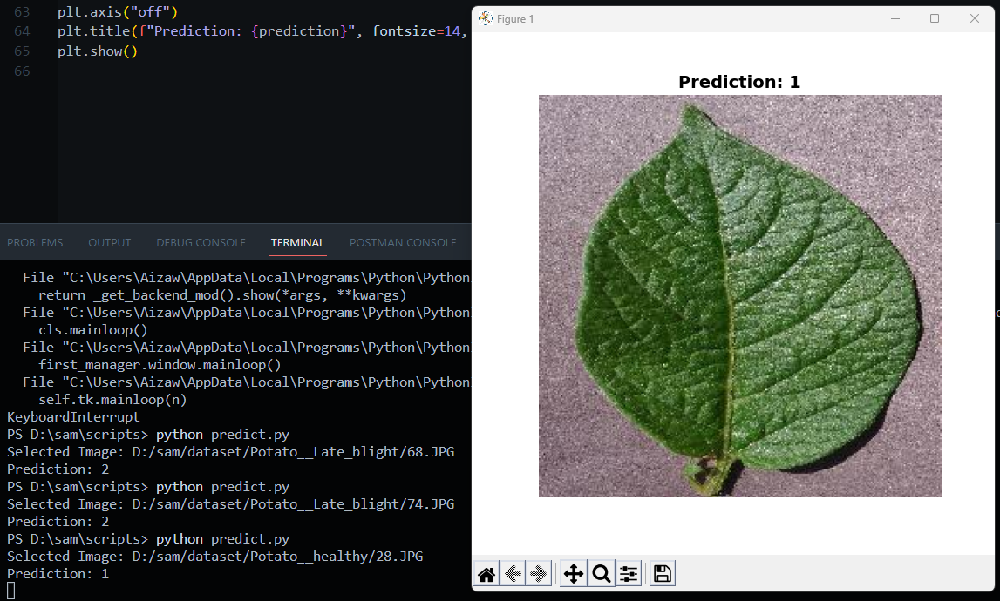 63 plt.axis("off")
64 plt.title(f"Prediction: {prediction}", fontsize=14,
65 plt.show()
66
PROBLEMS OUTPUT DEBUG CONSOLE TERMINAL POSTMAN CONSOLE
File "C:\Users\Aizaw\AppData\Local\Programs\Python\Python
return _get_backend_mod().show(*args, **kwargs)
File "C:\Users\Aizaw\AppData\Local\Programs\Python\Python
cls.mainloop()
File "C:\Users\Aizaw\AppData\Local\Programs\Python\Python
first_manager.window.mainloop()
File "C:\Users\Aizaw\AppData\Local\Programs\Python\Python
self.tk.mainloop(n)
KeyboardInterrupt
PS D:\sam\scripts> python predict.py
Selected Image: D:/sam/dataset/Potato__Late_blight/68.JPG
Prediction: 2
PS D:\sam\scripts> python predict.py
Selected Image: D:/sam/dataset/Potato__Late_blight/74.JPG
Prediction: 2
PS D:\sam\scripts> python predict.py
Selected Image: D:/sam/dataset/Potato__healthy/28.JPG
Prediction: 1
Figure 1
Prediction: 1